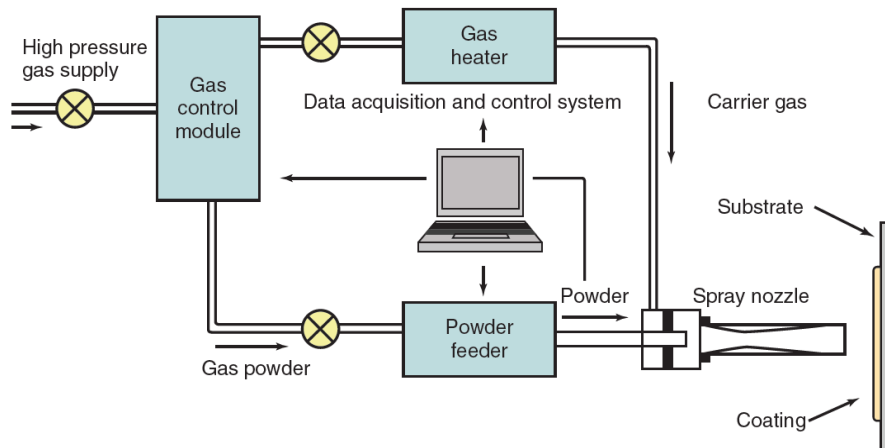 High pressure
gas supply
Gas
control
module
Gas
heater
Data acquisition and control system
Carrier gas
Substrate
Powder
Spray nozzle
Powder
feeder
Gas powder
Coating